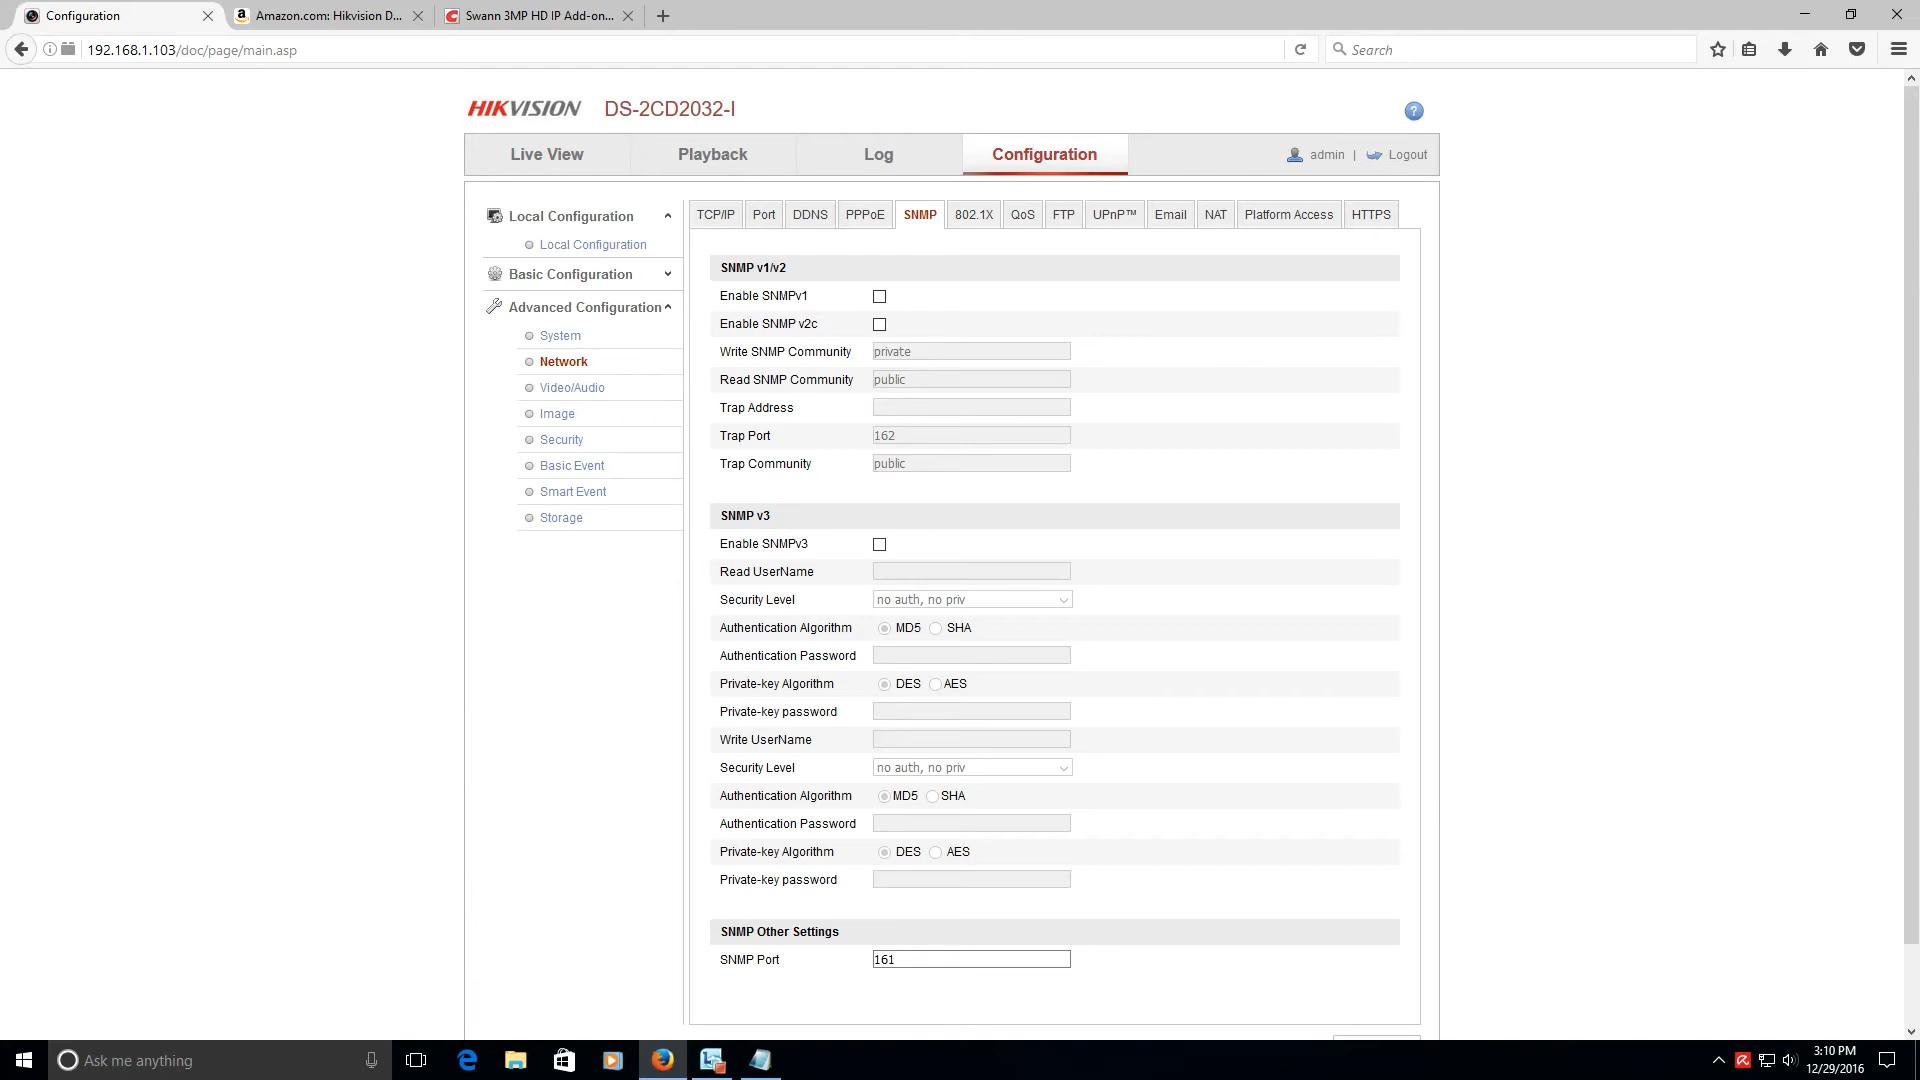 Configuration
Amazon.com: Hikvision D...
Swann 3MP HD IP Add-on...
192.168.1.103/doc/page/main.asp
Search
HIKVISION DS-2CD2032-I
?
Live View Playback Log Configuration admin | Logout
Local Configuration
Local Configuration
Basic Configuration
Advanced Configuration
System
Network
Video/Audio
Image
Security
Basic Event
Smart Event
Storage
TCP/IP Port DDNS PPPoE SNMP 802.1X QoS FTP UPnP™ Email NAT Platform Access HTTPS
SNMP v1/v2
Enable SNMPv1
Enable SNMP v2c
Write SNMP Community private
Read SNMP Community public
Trap Address
Trap Port 162
Trap Community public
SNMP v3
Enable SNMPv3
Read UserName
Security Level no auth, no priv
Authentication Algorithm MD5 SHA
Authentication Password
Private-key Algorithm DES AES
Private-key password
Write UserName
Security Level no auth, no priv
Authentication Algorithm MD5 SHA
Authentication Password
Private-key Algorithm DES AES
Private-key password
SNMP Other Settings
SNMP Port 161
Ask me anything
3:10 PM
12/29/2016